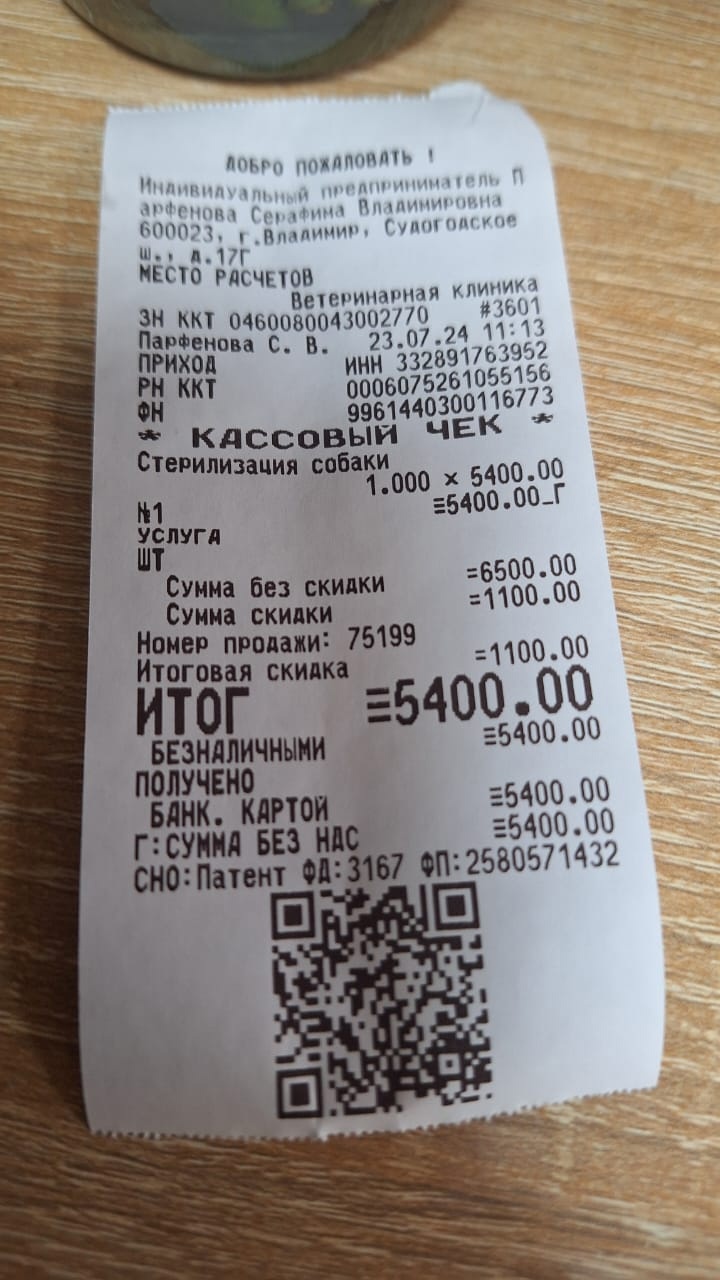 ДОБРО ПОЖАЛОВАТЬ !
Индивидуальный предприниматель П
арфенова Серафима Владимировна
600023, г.Владимир, Судогодское
ш., д.17Г
МЕСТО РАСЧЕТОВ
Ветеринарная клиника
ЗН ККТ 0460080043002770 #3601
Парфенова С. В. 23.07.24 11:13
ПРИХОД ИНН 332891763952
РН ККТ 0006075261055156
ФН 9961440300116773
* КАССОВЫЙ ЧЕК *
Стерилизация собаки
1.000 × 5400.00
№1 ≡5400.00_Г
УСЛУГА
ШТ
Сумма без скидки =6500.00
Сумма скидки =1100.00
Номер продажи: 75199
Итоговая скидка =1100.00
ИТОГ ≡5400.00
БЕЗНАЛИЧНЫМИ ≡5400.00
ПОЛУЧЕНО
БАНК. КАРТОЙ ≡5400.00
Г:СУММА БЕЗ НДС ≡5400.00
СНО:Патент ФД:3167 ФП:2580571432